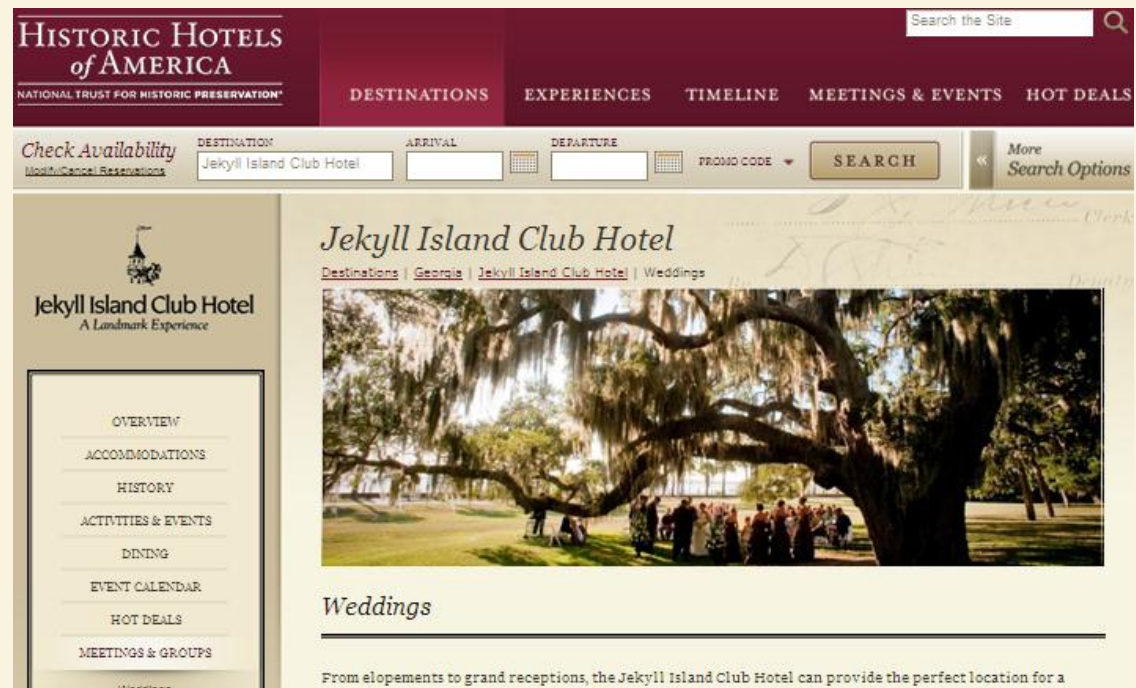 HISTORIC HOTELS
of AMERICA
NATIONAL TRUST FOR HISTORIC PRESERVATION
Search the Site
DESTINATIONS EXPERIENCES TIMELINE MEETINGS & EVENTS HOT DEALS
Check Availability
Modify/Cancel Reservations
DESTINATION
Jekyll Island Club Hotel
ARRIVAL
DEPARTURE
PROMO CODE
SEARCH
«
More
Search Options
Jekyll Island Club Hotel
A Landmark Experience
OVERVIEW
ACCOMMODATIONS
HISTORY
ACTIVITIES & EVENTS
DINING
EVENT CALENDAR
HOT DEALS
MEETINGS & GROUPS
Weddings
Jekyll Island Club Hotel
Destinations | Georgia | Jekyll Island Club Hotel | Weddings
Weddings
From elopements to grand receptions, the Jekyll Island Club Hotel can provide the perfect location for a